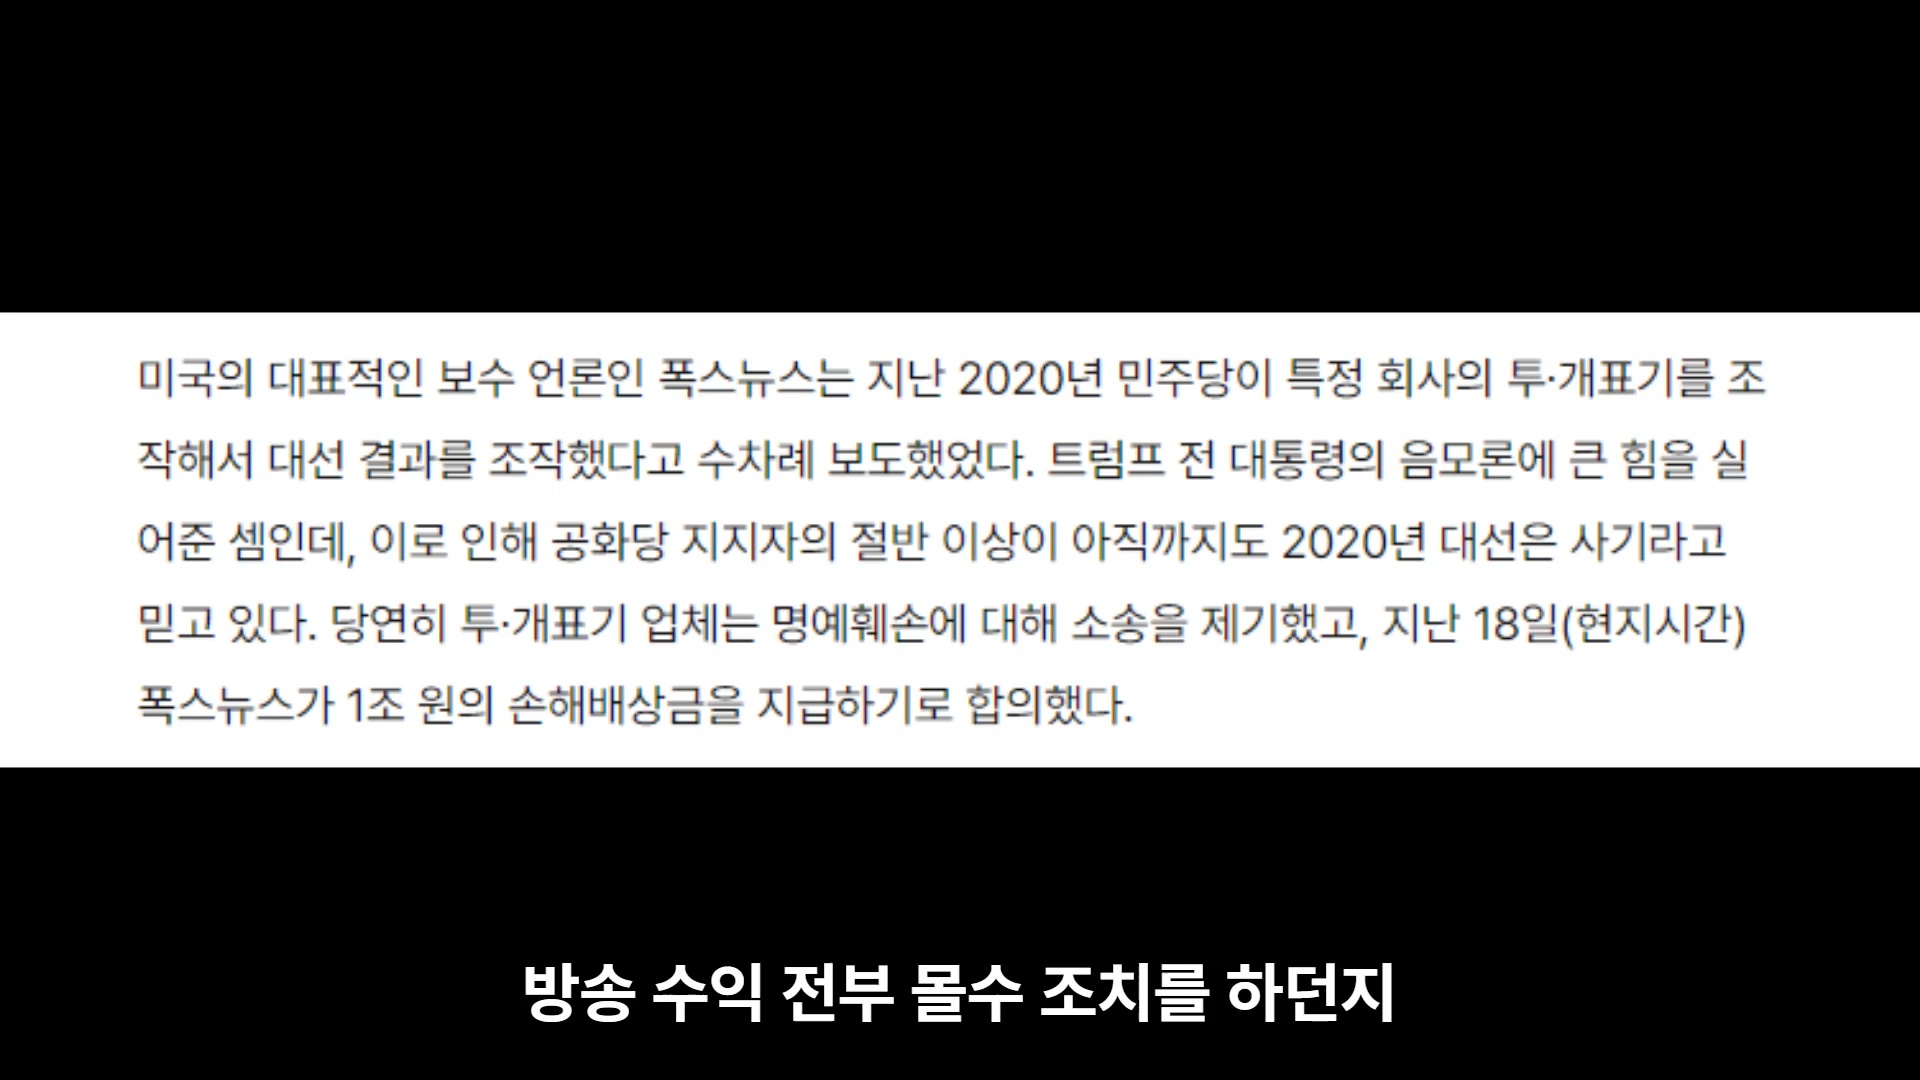 미국의 대표적인 보수 언론인 폭스뉴스는 지난 2020년 민주당이 특정 회사의 투·개표기를 조
작해서 대선 결과를 조작했다고 수차례 보도했었다. 트럼프 전 대통령의 음모론에 큰 힘을 실
어준 셈인데, 이로 인해 공화당 지지자의 절반 이상이 아직까지도 2020년 대선은 사기라고
믿고 있다. 당연히 투·개표기 업체는 명예훼손에 대해 소송을 제기했고, 지난 18일(현지시간)
폭스뉴스가 1조 원의 손해배상금을 지급하기로 합의했다.
방송 수익 전부 몰수 조치를 하던지